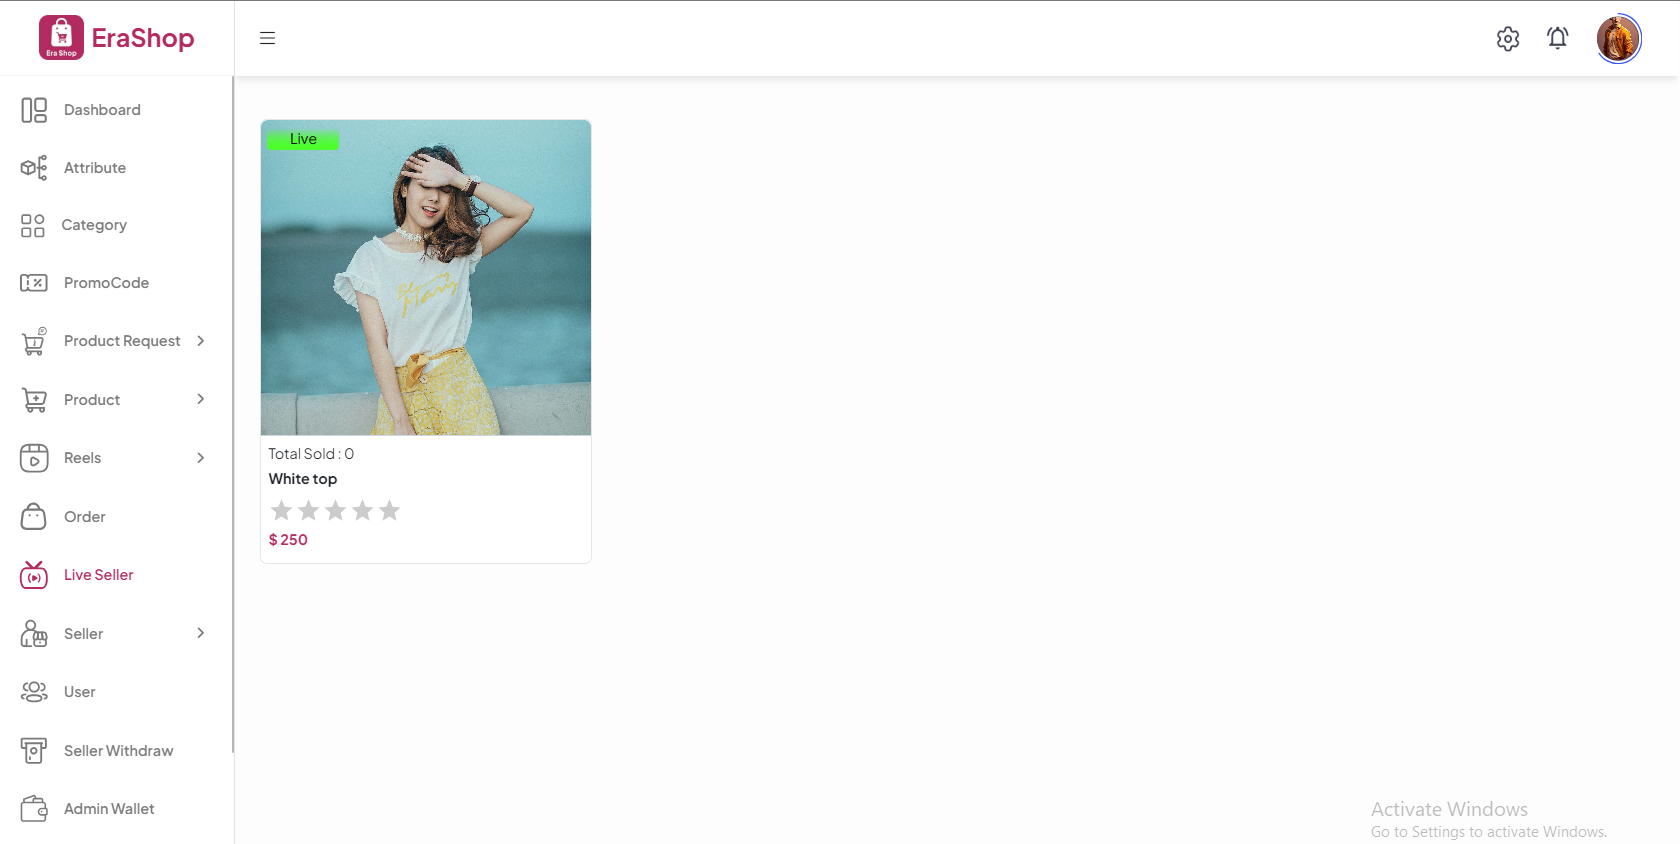 Era Shop
EraShop
Dashboard
Attribute
Category
PromoCode
Product Request
Product
Reels
Order
Live Seller
Seller
User
Seller Withdraw
Admin Wallet
Live
Total Sold : 0
White top
$ 250
Activate Windows
Go to Settings to activate Windows.